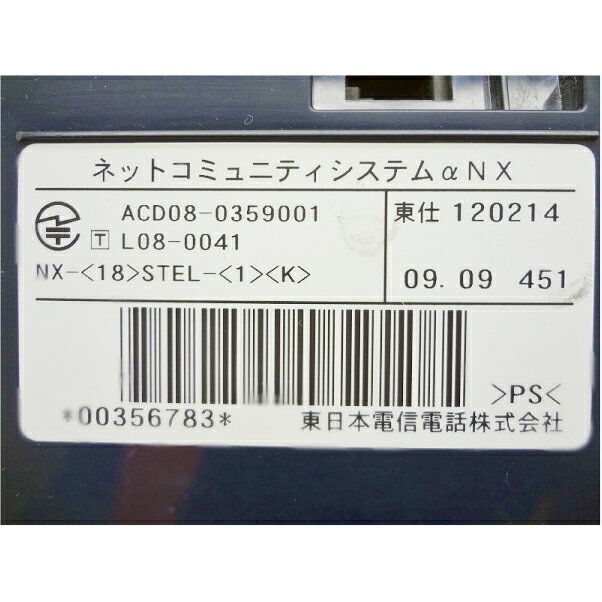 ネットコミュニティシステムαNX
ACD08-0359001
T L08-0041
東仕 120214
NX-<18>STEL-<1><K>
09.09 451
*00356783*
>PS<
東日本電信電話株式会社